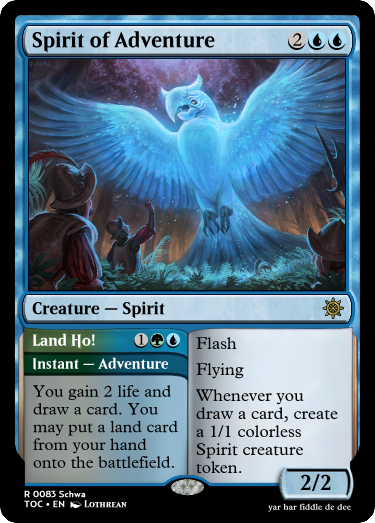 Spirit of Adventure 2
Creature — Spirit
Land Ho! 1
Instant — Adventure
You gain 2 life and
draw a card. You
may put a land card
from your hand
onto the battlefield.
Flash
Flying
Whenever you
draw a card, create
a 1/1 colorless
Spirit creature
token.
2/2
R 0083 Schwa
TOC • EN Lothrean
yar har fiddle de dee